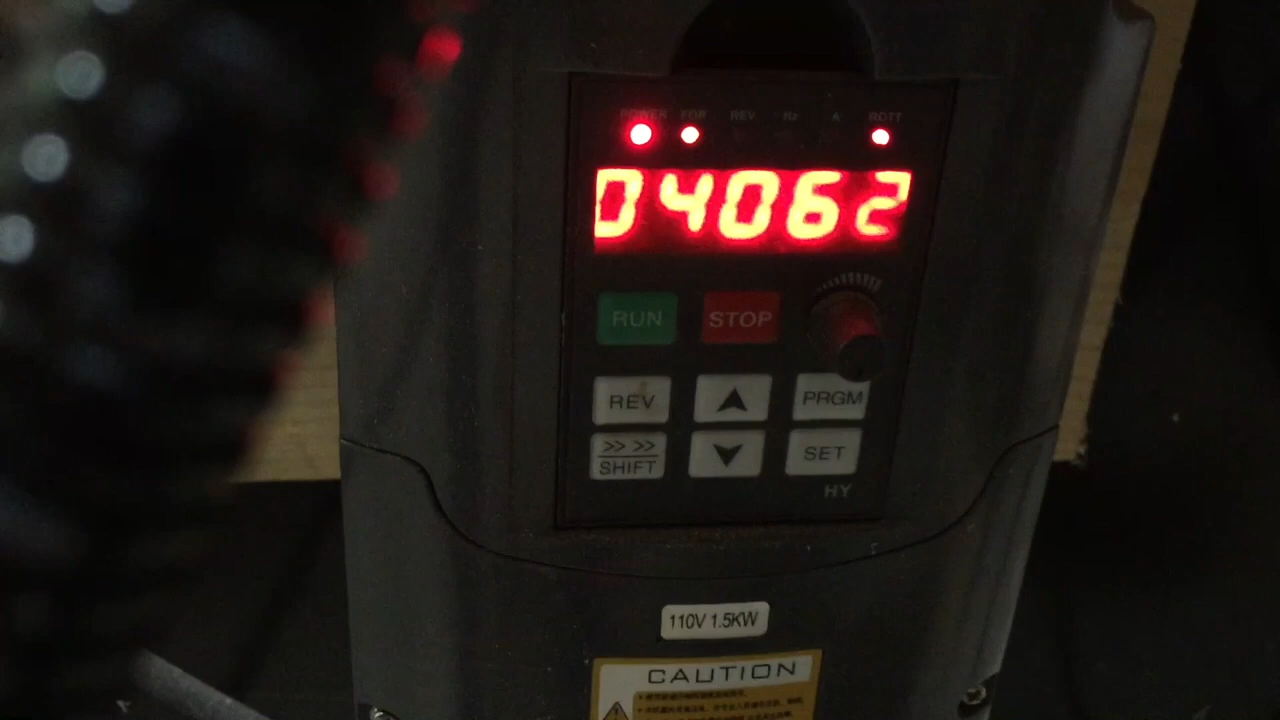 POWER FOR REV Hz A ROTT
04062
RUN STOP
REV PRGM
>> >>
SHIFT SET
HY
110V 1.5KW
CAUTION